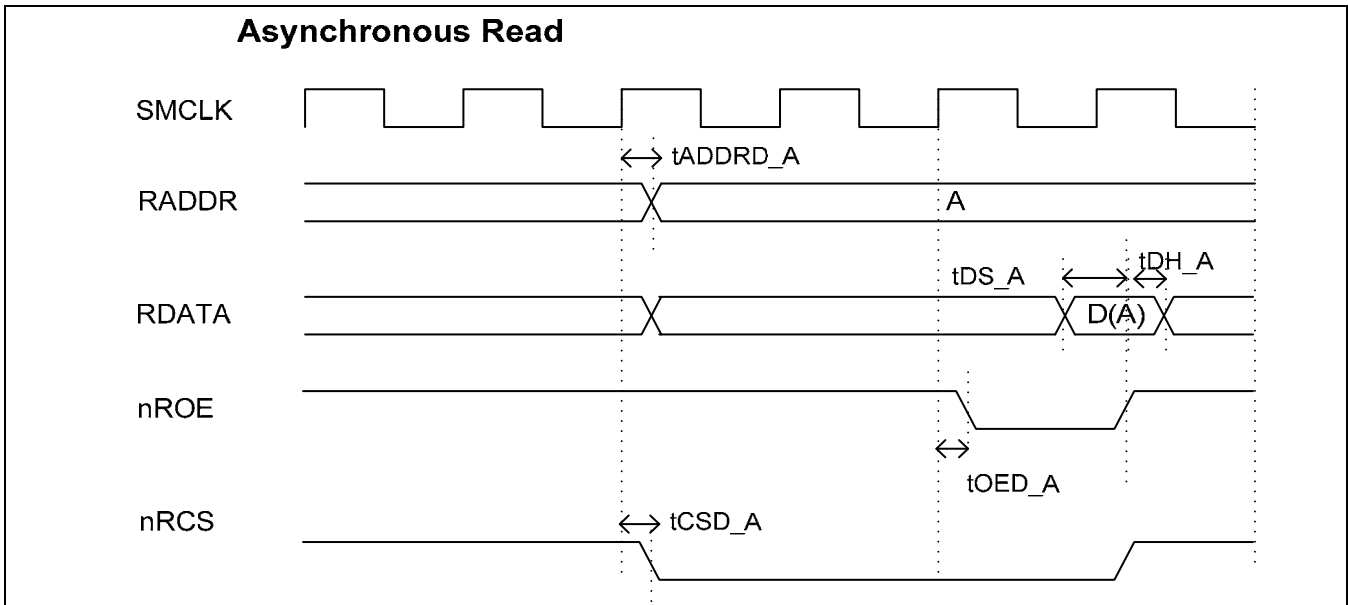 Asynchronous Read
SMCLK
tADDRD_A
RADDR
A
tDH_A
tDS_A
RDATA
D(A)
nROE
tOED_A
nRCS
tCSD_A